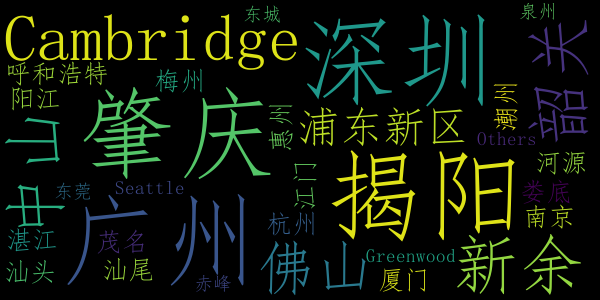 Cambridge
东城
深圳
泉州
呼和浩特
梅州
韶关
阳江
肇庆
惠州
浦东新区
潮州
中山
Others
揭阳
河源
东莞
Seattle
江门
娄底
广州
杭州
南京
湛江
茂名
佛山
Greenwood
新余
汕头
汕尾
赤峰
厦门